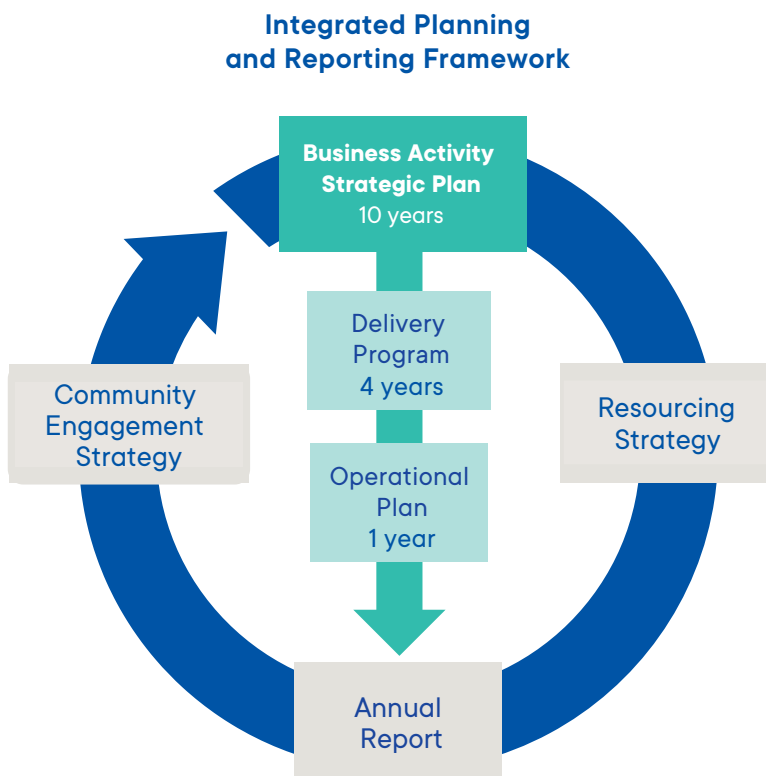 Integrated Planning
and Reporting Framework
Business Activity
Strategic Plan
10 years
Delivery
Program
4 years
Community
Engagement
Strategy
Resourcing
Strategy
Operational
Plan
1 year
Annual
Report